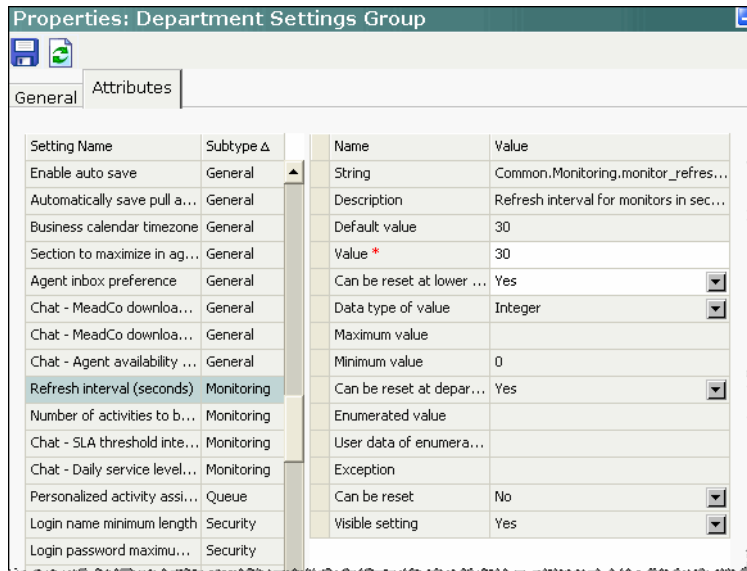 Properties: Department Settings Group
General Attributes
Setting Name Subtype Δ Name Value
Enable auto save General String Common.Monitoring.monitor_refres...
Automatically save pull a... General Description Refresh interval for monitors in sec...
Business calendar timezone General Default value 30
Section to maximize in ag... General Value * 30
Agent inbox preference General Can be reset at lower ... Yes
Chat - MeadCo downloa... General Data type of value Integer
Chat - MeadCo downloa... General Maximum value
Chat - Agent availability ... General Minimum value 0
Refresh interval (seconds) Monitoring Can be reset at depar... Yes
Number of activities to b... Monitoring Enumerated value
Chat - SLA threshold inte... Monitoring User data of enumera...
Chat - Daily service level... Monitoring Exception
Personalized activity assi... Queue Can be reset No
Login name minimum length Security Visible setting Yes
Login password maximu... Security